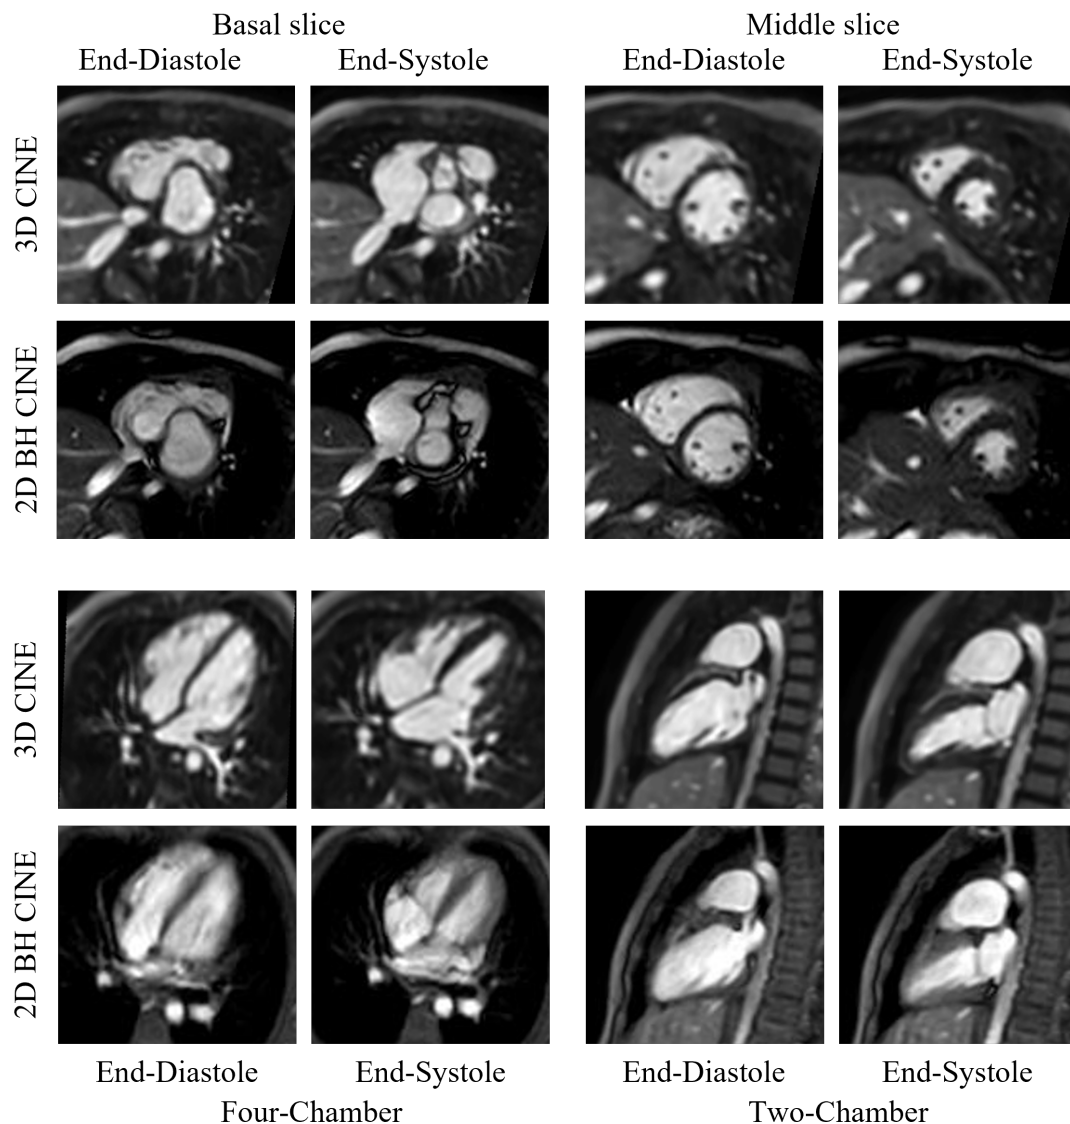 Basal slice
Middle slice
End-Diastole
End-Systole
End-Diastole
End-Systole
3D CINE
2D BH CINE
3D CINE
2D BH CINE
End-Diastole
End-Systole
End-Diastole
End-Systole
Four-Chamber
Two-Chamber